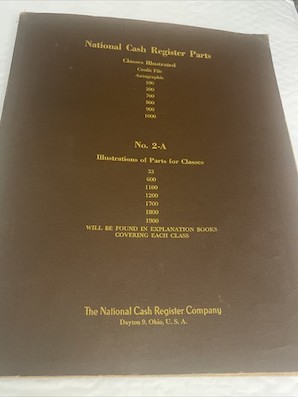 National Cash Register Parts
Classes Illustrated
Credit File
Autographic
100
500
700
800
900
1000
No. 2-A
Illustrations of Parts for Classes
33
600
1100
1200
1700
1800
1900
WILL BE FOUND IN EXPLANATION BOOKS
COVERING EACH CLASS
The National Cash Register Company
Dayton 9, Ohio, U. S. A.